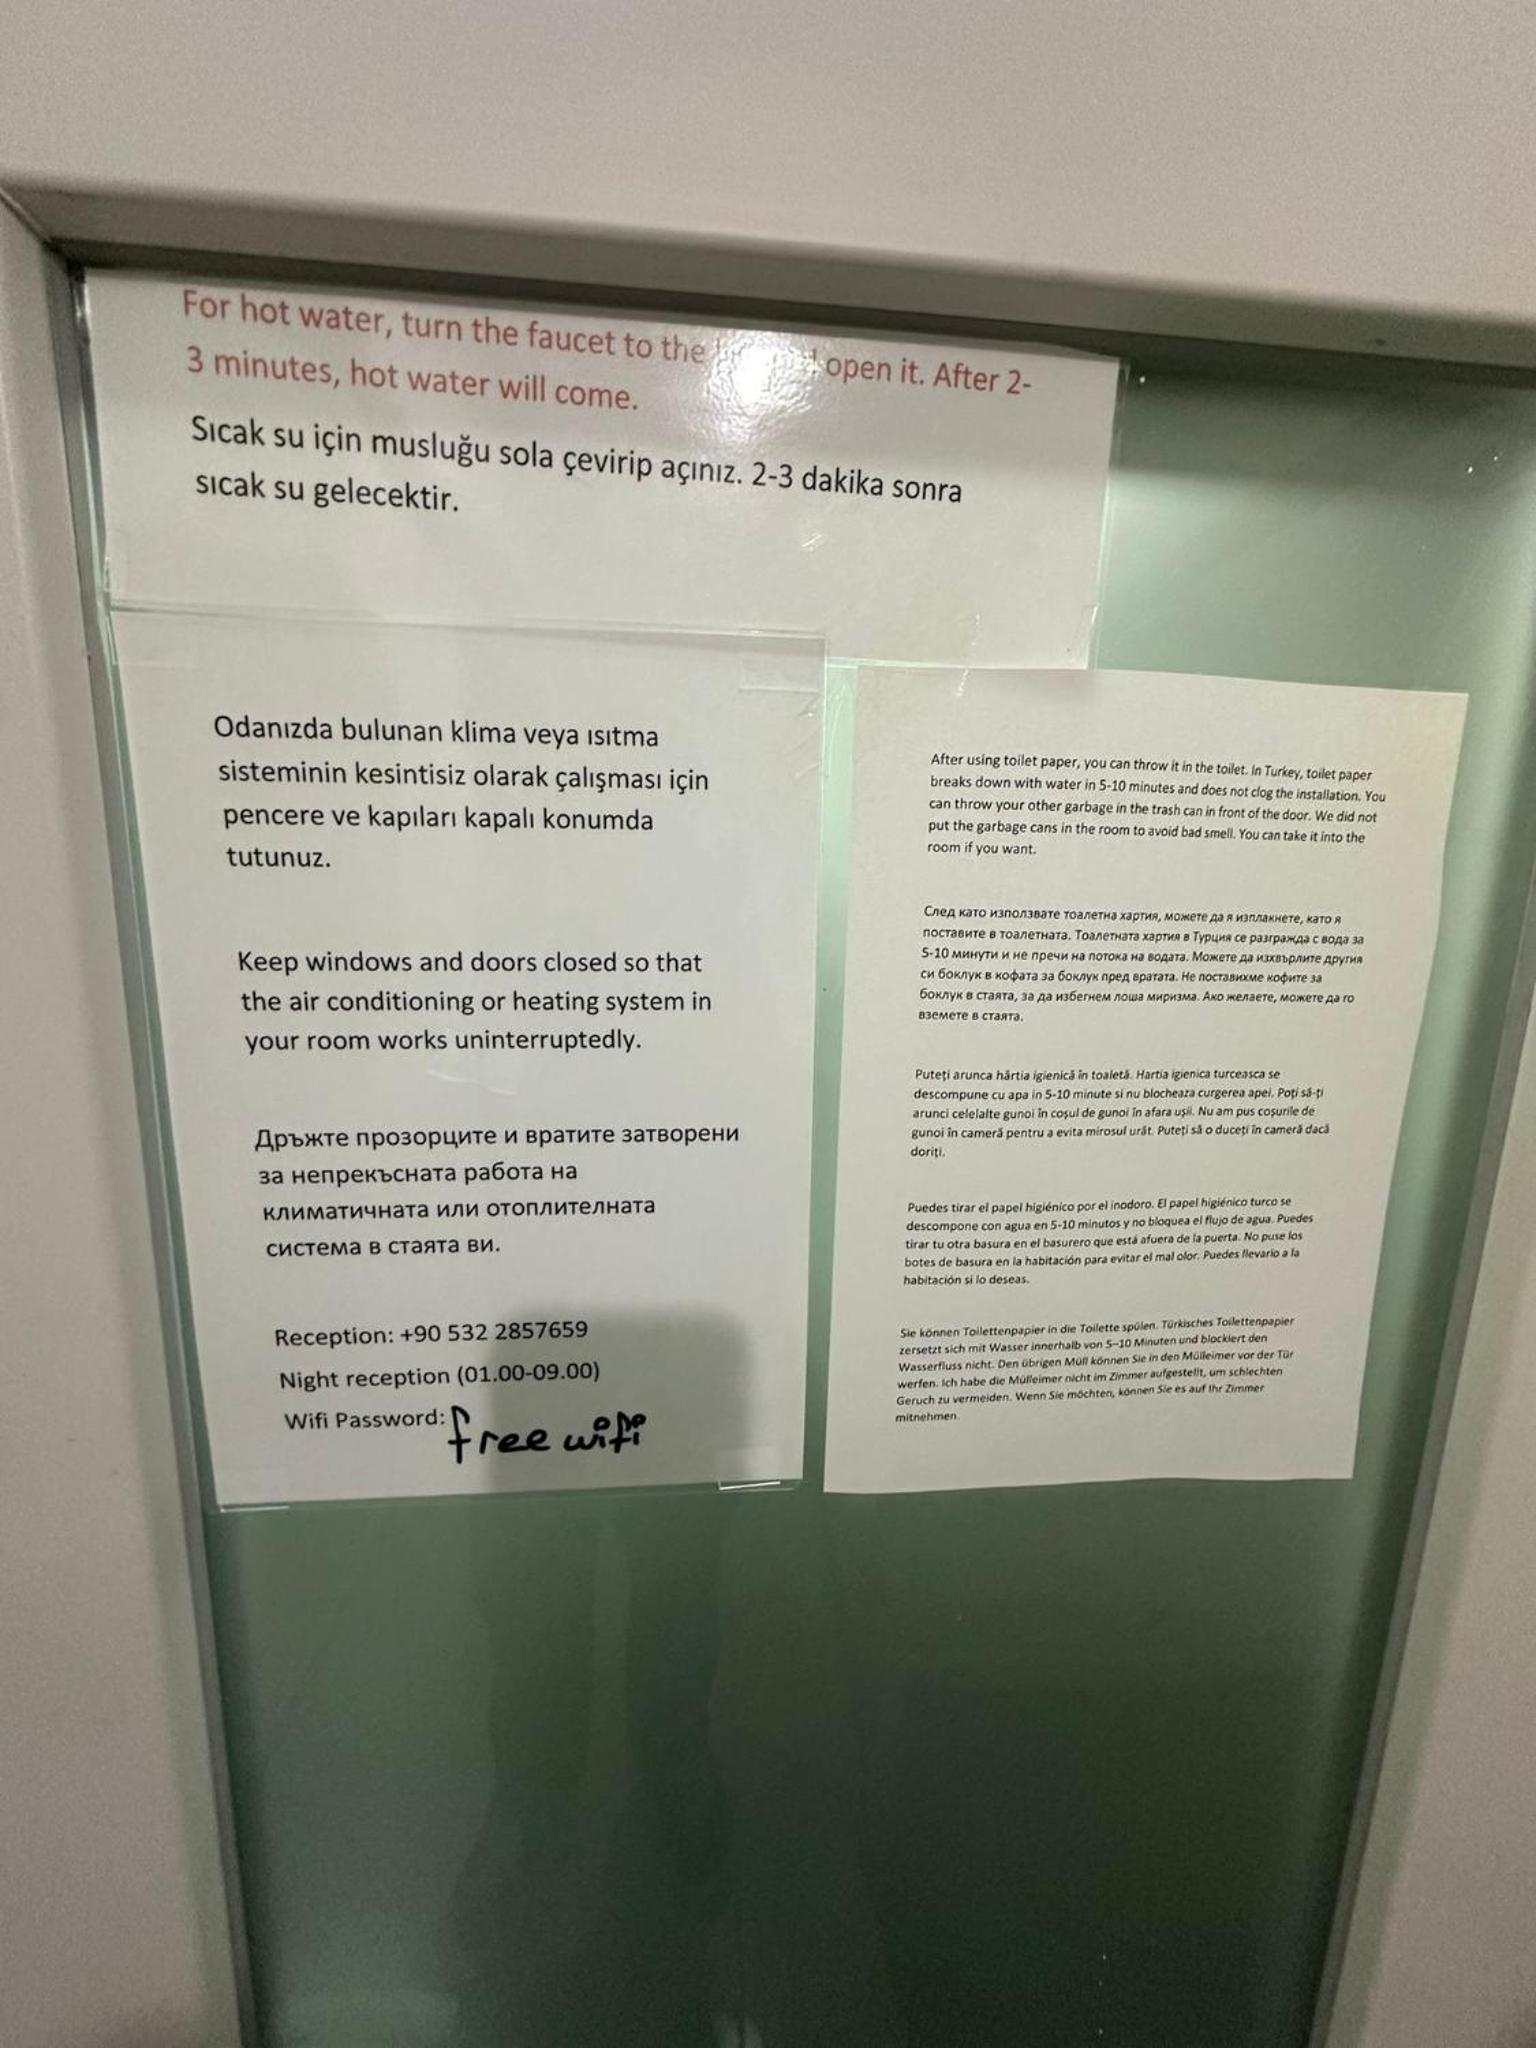 For hot water, turn the faucet to the open it. After 2-
3 minutes, hot water will come.
Sıcak su için musluğu sola çevirip açınız. 2-3 dakika sonra
sıcak su gelecektir.
Odanızda bulunan klima veya ısıtma
sisteminin kesintisiz olarak çalışması için
pencere ve kapıları kapalı konumda
tutunuz.
Keep windows and doors closed so that
the air conditioning or heating system in
your room works uninterruptedly.
Дръжте прозорците и вратите затворени
за непрекъсната работа на
климатичната или отоплителната
система в стаята ви.
Reception: +90 532 2857659
Night reception (01.00-09.00)
Wifi Password: free wifi
After using toilet paper, you can throw it in the toilet. In Turkey, toilet paper
breaks down with water in 5-10 minutes and does not clog the installation. You
can throw your other garbage in the trash can in front of the door. We did not
put the garbage cans in the room to avoid bad smell. You can take it into the
room if you want.
След като използвате тоалетна хартия, можете да я изплакнете, като я
поставите в тоалетната. Тоалетната хартия в Турция се разгражда с вода за
5-10 минути и не пречи на потока на водата. Можете да изхвърлите другия
си боклук в кофата за боклук пред вратата. Не поставихме кофите за
боклук в стаята, за да избегнем лоша миризма. Ако желаете, можете да го
вземете в стаята.
Puteți arunca hârtia igienică în toaletă. Hartia igienica turceasca se
descompune cu apa in 5-10 minute si nu blocheaza curgerea apei. Poți să-ți
arunci celelalte gunoi în coșul de gunoi în afara ușii. Nu am pus coșurile de
gunoi în cameră pentru a evita mirosul urât. Puteți să o duceți în cameră dacă
doriți.
Puedes tirar el papel higiénico por el inodoro. El papel higiénico turco se
descompone con agua en 5-10 minutos y no bloquea el flujo de agua. Puedes
tirar tu otra basura en el basurero que está afuera de la puerta. No puse los
botes de basura en la habitación para evitar el mal olor. Puedes llevarlo a la
habitación si lo deseas.
Sie können Toilettenpapier in die Toilette spülen. Türkisches Toilettenpapier
zersetzt sich mit Wasser innerhalb von 5–10 Minuten und blockiert den
Wasserfluss nicht. Den übrigen Müll können Sie in den Mülleimer vor der Tür
werfen. Ich habe die Mülleimer nicht im Zimmer aufgestellt, um schlechten
Geruch zu vermeiden. Wenn Sie möchten, können Sie es auf Ihr Zimmer
mitnehmen.